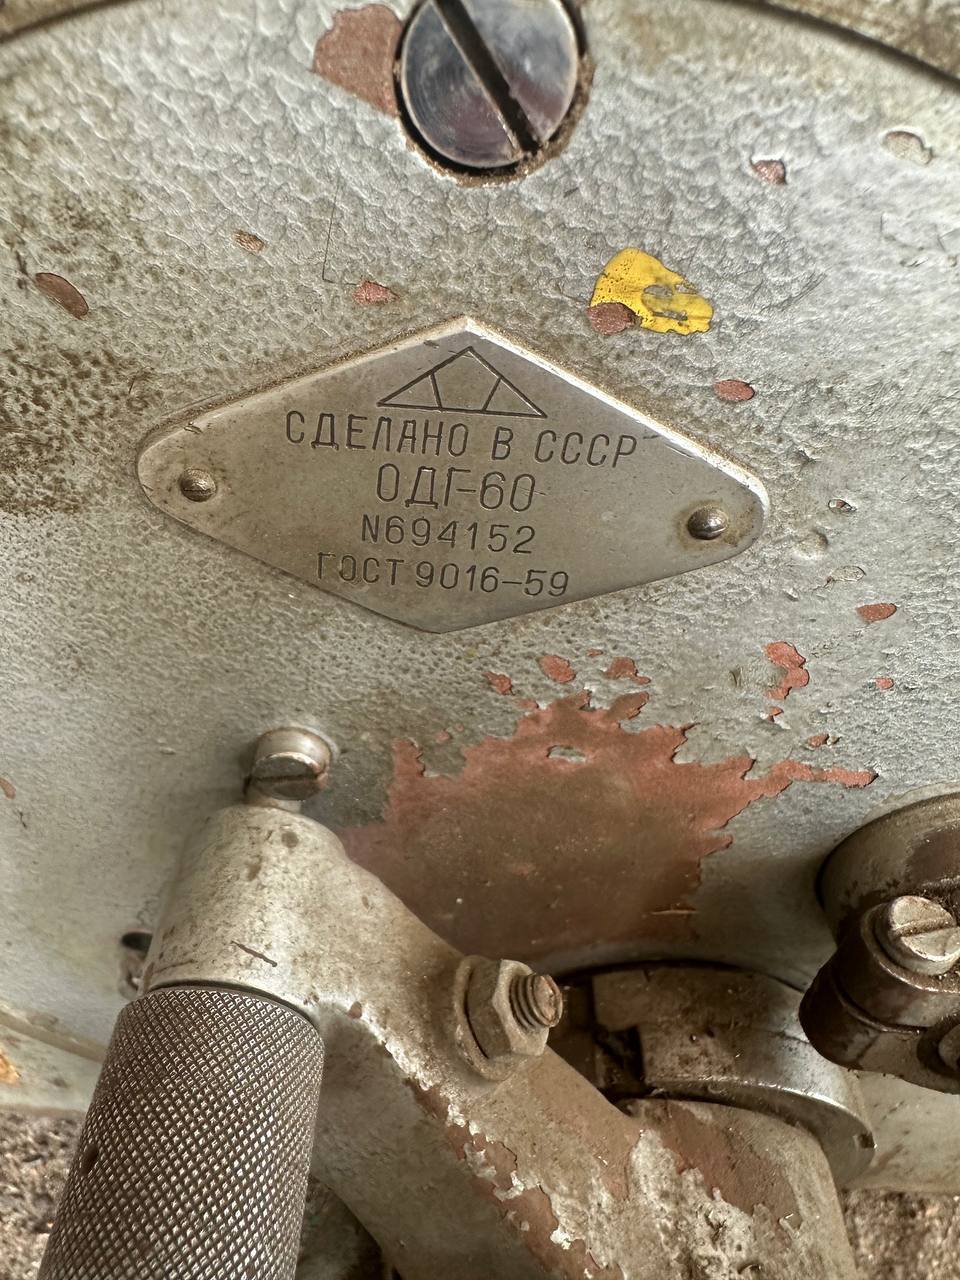 СДЕЛАНО В СССР
ОДГ-60
N694152
ГОСТ 9016-59